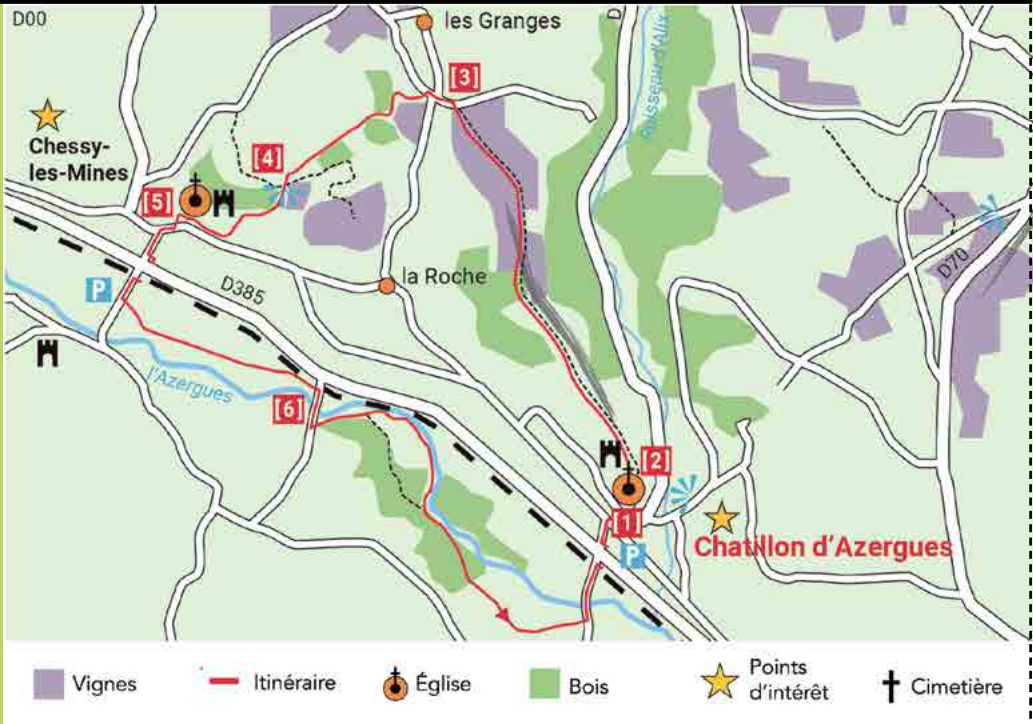 D00
les Granges
D
Ruisseau d'Alix
[3]
Chessy-
les-Mines
[4]
[5]
la Roche
D70
D385
P
l'Azergues
[6]
[2]
[1]
P
Chatillon d'Azergues
Vignes
Itinéraire
Église
Bois
Points
d'intérêt
Cimetière